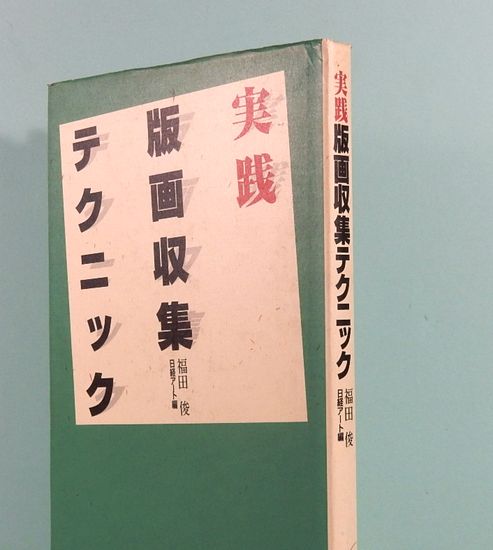 実践
版画収集
テクニック
福田 俊
日経アート編
実践版画収集テクニック
福田 俊
日経アート編